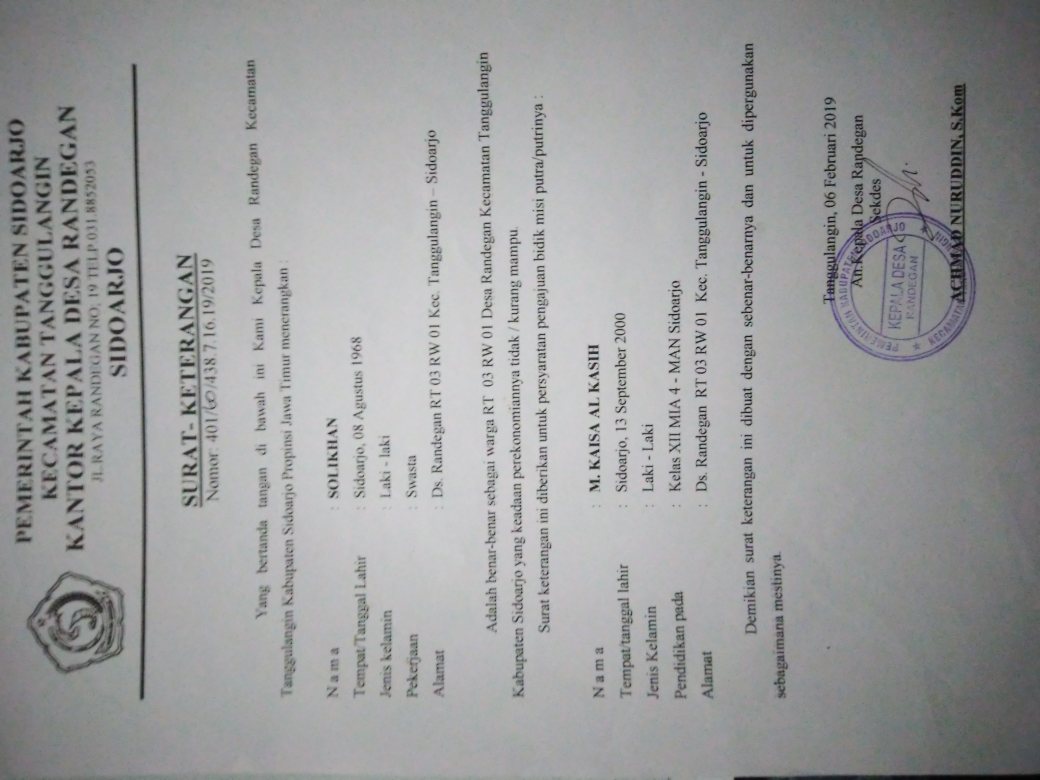 PEMERINTAH KABUPATEN SIDOARJO
KECAMATAN TANGGULANGIN
KANTOR KEPALA DESA RANDEGAN
JL.RAYA RANDEGAN NO. 19 TELP 031 8852053
SIDOARJO
SURAT- KETERANGAN
Nomor: 401/60/438.7.16.19/2019
Yang bertanda tangan di bawah ini Kami Kepala Desa Randegan Kecamatan
Tanggulangin Kabupaten Sidoarjo Propinsi Jawa Timur menerangkan :
N a m a : SOLIKHAN
Tempat/Tanggal Lahir : Sidoarjo, 08 Agustus 1968
Jenis kelamin : Laki - laki
Pekerjaan : Swasta
Alamat : Ds. Randegan RT 03 RW 01 Kec. Tanggulangin – Sidoarjo
Adalah benar-benar sebagai warga RT 03 RW 01 Desa Randegan Kecamatan Tanggulangin
Kabupaten Sidoarjo yang keadaan perekonomiannya tidak / kurang mampu.
Surat keterangan ini diberikan untuk persyaratan pengajuan bidik misi putra/putrinya :
N a m a : M. KAISA AL KASIH
Tempat/tanggal lahir : Sidoarjo, 13 September 2000
Jenis Kelamin : Laki - Laki
Pendidikan pada : Kelas XII MIA 4 - MAN Sidoarjo
Alamat : Ds. Randegan RT 03 RW 01 Kec. Tanggulangin - Sidoarjo
Demikian surat keterangan ini dibuat dengan sebenar-benarnya dan untuk dipergunakan
sebagaimana mestinya.
Tanggulangin, 06 Februari 2019
An.Kepala Desa Randegan
Sekdes
PEMERINTAH KABUPATEN SIDOARJO
KEPALA DESA
RANDEGAN
KECAMATAN
ACHMAD NURUDDIN, S.Kom